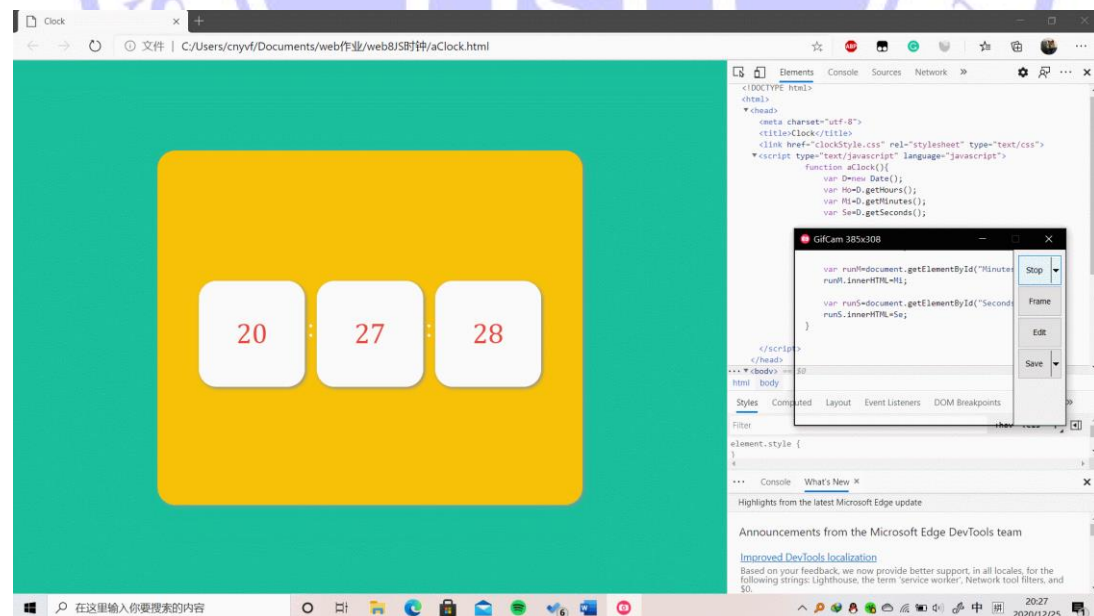 Clock
文件 | C:/Users/cnyvf/Documents/web作业/web8JS时钟/aClock.html
20 : 27 : 28
Elements Console Sources Network »
<!DOCTYPE html>
<html>
▼<head>
<meta charset="utf-8">
<title>Clock</title>
<link href="clockStyle.css" rel="stylesheet" type="text/css">
▼<script type="text/javascript" language="javascript">
function aClock(){
var D=new Date();
var Ho=D.getHours();
var Mi=D.getMinutes();
var Se=D.getSeconds();
GifCam 385x308
Stop
Frame
Edit
Save
var runM=document.getElementById("Minutes
runM.innerHTML=Mi;
var runS=document.getElementById("Seconds
runS.innerHTML=Se;
}
</script>
</head>
··· ▼<body> == $0
html body
Styles Computed Layout Event Listeners DOM Breakpoints »
Filter
element.style {
}
··· Console What's New ×
Highlights from the latest Microsoft Edge update
Announcements from the Microsoft Edge DevTools team
Improved DevTools localization
Based on your feedback, we now provide better support, in all locales, for the
following strings: Lighthouse, the term 'service worker', Network tool filters, and
$0.
在这里输入你要搜索的内容
中 拼
20:27
2020/12/25